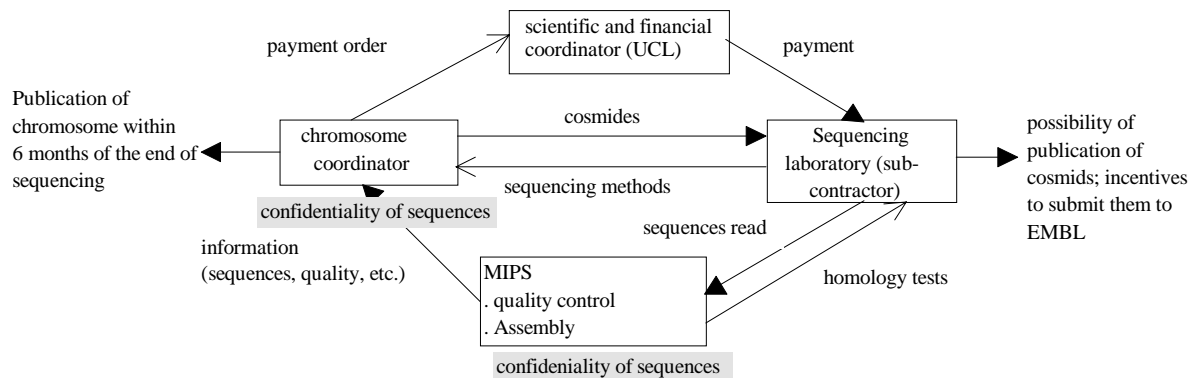 scientific and financial
coordinator (UCL)
payment order
payment
Publication of
chromosome within
6 months of the end of
sequencing
chromosome
coordinator
cosmides
sequencing methods
Sequencing
laboratory (sub-
contractor)
possibility of
publication of
cosmids; incentives
to submit them to
EMBL
confidentiality of sequences
sequences read
information
(sequences, quality, etc.)
MIPS
. quality control
. Assembly
homology tests
confideniality of sequences